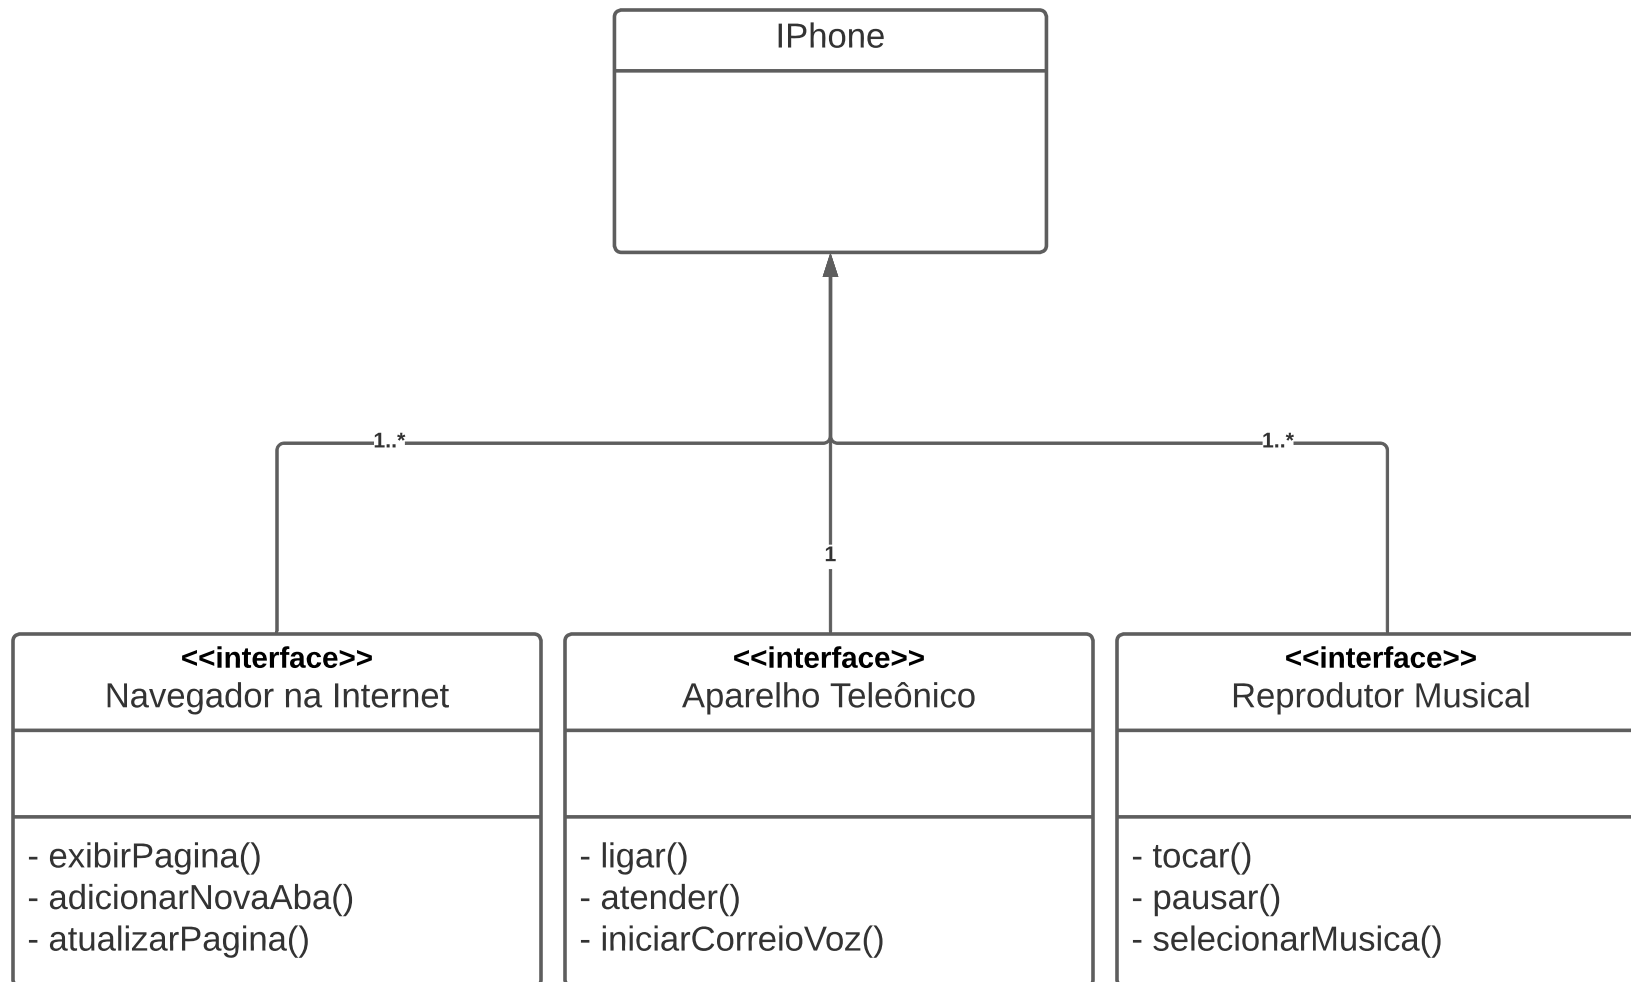 IPhone
1..*
1..*
1
<<interface>>
Navegador na Internet
- exibirPagina()
- adicionarNovaAba()
- atualizarPagina()
<<interface>>
Aparelho Teleônico
- ligar()
- atender()
- iniciarCorreioVoz()
<<interface>>
Reprodutor Musical
- tocar()
- pausar()
- selecionarMusica()